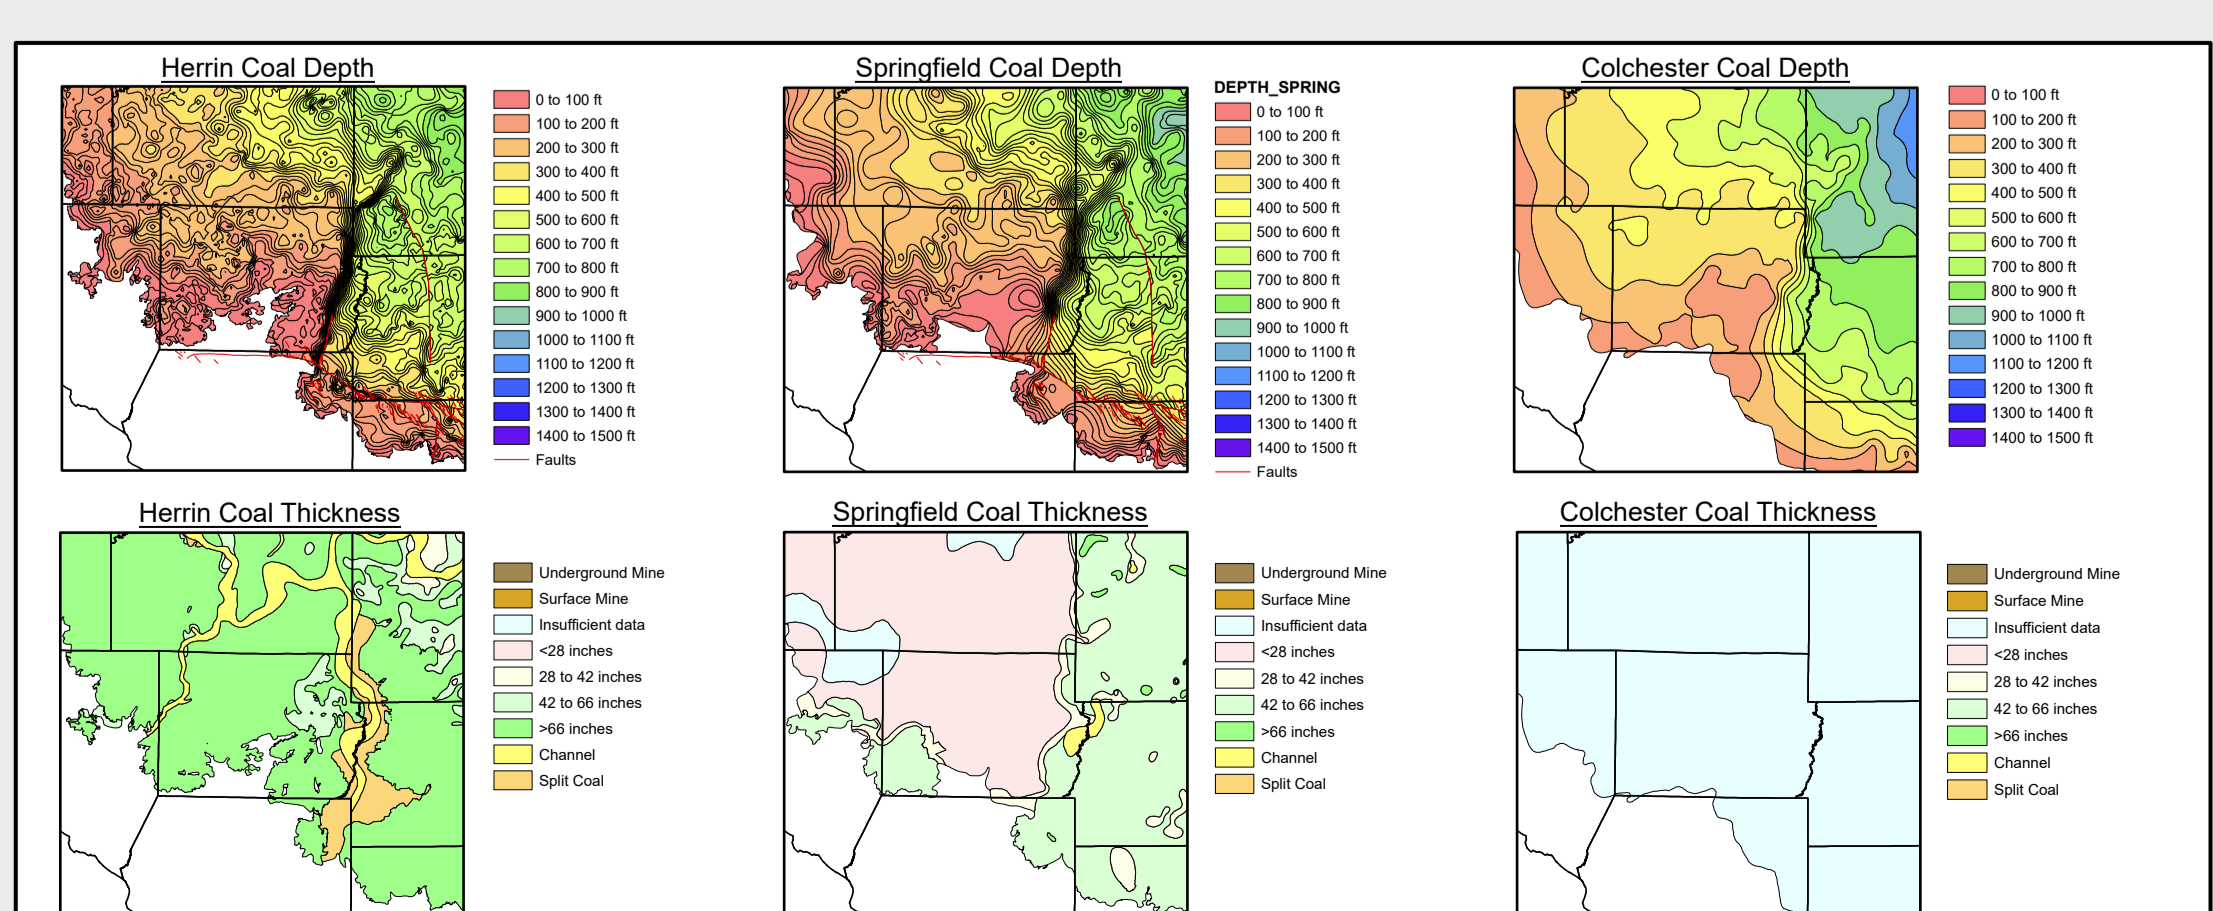 Herrin Coal Depth
0 to 100 ft
100 to 200 ft
200 to 300 ft
300 to 400 ft
400 to 500 ft
500 to 600 ft
600 to 700 ft
700 to 800 ft
800 to 900 ft
900 to 1000 ft
1000 to 1100 ft
1100 to 1200 ft
1200 to 1300 ft
1300 to 1400 ft
1400 to 1500 ft
Faults
Springfield Coal Depth
DEPTH_SPRING
0 to 100 ft
100 to 200 ft
200 to 300 ft
300 to 400 ft
400 to 500 ft
500 to 600 ft
600 to 700 ft
700 to 800 ft
800 to 900 ft
900 to 1000 ft
1000 to 1100 ft
1100 to 1200 ft
1200 to 1300 ft
1300 to 1400 ft
1400 to 1500 ft
Faults
Colchester Coal Depth
0 to 100 ft
100 to 200 ft
200 to 300 ft
300 to 400 ft
400 to 500 ft
500 to 600 ft
600 to 700 ft
700 to 800 ft
800 to 900 ft
900 to 1000 ft
1000 to 1100 ft
1100 to 1200 ft
1200 to 1300 ft
1300 to 1400 ft
1400 to 1500 ft
Herrin Coal Thickness
Underground Mine
Surface Mine
Insufficient data
<28 inches
28 to 42 inches
42 to 66 inches
>66 inches
Channel
Split Coal
Springfield Coal Thickness
Underground Mine
Surface Mine
Insufficient data
<28 inches
28 to 42 inches
42 to 66 inches
>66 inches
Channel
Split Coal
Colchester Coal Thickness
Underground Mine
Surface Mine
Insufficient data
<28 inches
28 to 42 inches
42 to 66 inches
>66 inches
Channel
Split Coal